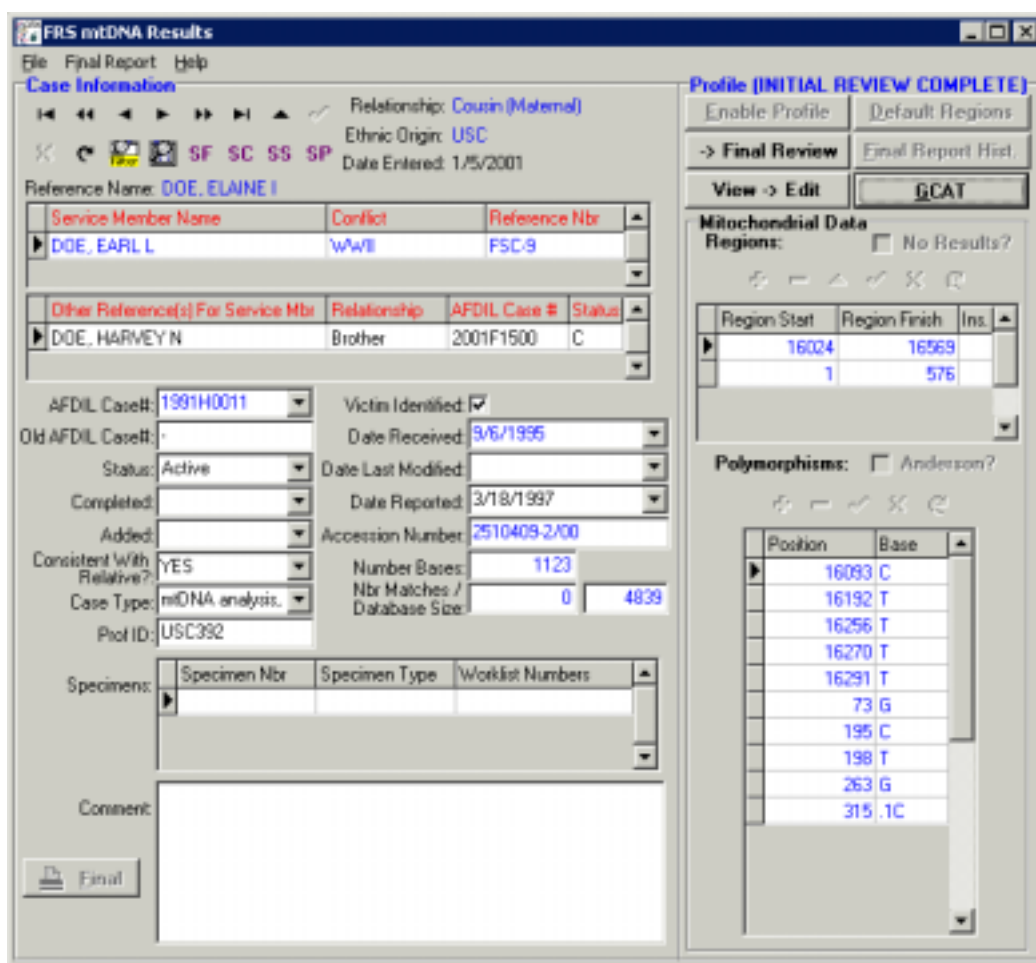 FRS mtDNA Results
File Final Report Help
Case Information
Relationship: Cousin (Maternal)
Ethnic Origin: USC
SF SC SS SP
Date Entered: 1/5/2001
Reference Name: DOE, ELAINE I
Service Member Name Conflict Reference Nbr
DOE, EARL L WWII FSC-9
Other Reference(s) For Service Mbr Relationship AFDIL Case # Status
DOE, HARVEY N Brother 2001F1500 C
AFDIL Case#: 1991H0011 Victim Identified:
Old AFDIL Case#: - Date Received: 9/6/1995
Status: Active Date Last Modified:
Completed: Date Reported: 3/18/1997
Added: Accession Number: 2510409-2/00
Consistent With Relative?: YES Number Bases: 1123
Case Type: mtDNA analysis, Nbr Matches / Database Size: 0 4839
Prof ID: USC392
Specimens: Specimen Nbr Specimen Type Worklist Numbers
Comment:
Final
Profile (INITIAL REVIEW COMPLETE)
Enable Profile Default Regions
-> Final Review Final Report Hist.
View -> Edit GCAT
Mitochondrial Data
Regions: No Results?
Region Start Region Finish Ins.
16024 16569
1 576
Polymorphisms: Anderson?
Position Base
16093 C
16192 T
16256 T
16270 T
16291 T
73 G
195 C
198 T
263 G
315 .1C